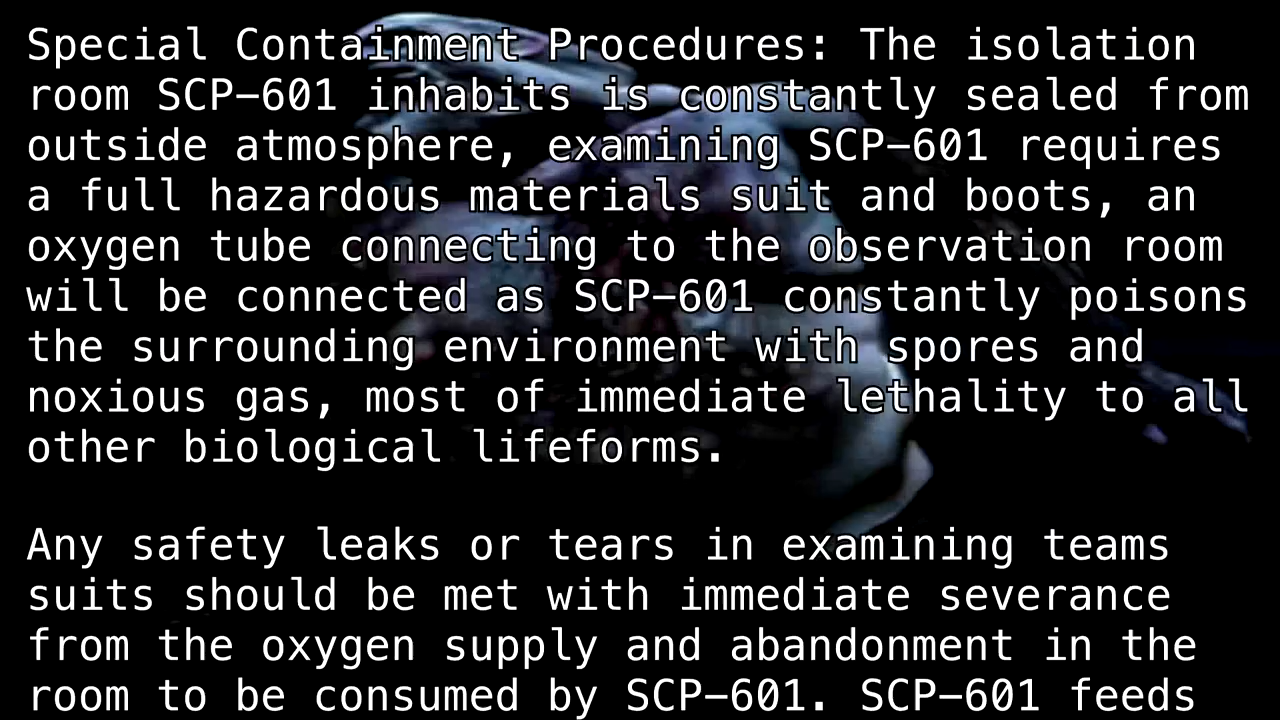 Special Containment Procedures: The isolation
room SCP-601 inhabits is constantly sealed from
outside atmosphere, examining SCP-601 requires
a full hazardous materials suit and boots, an
oxygen tube connecting to the observation room
will be connected as SCP-601 constantly poisons
the surrounding environment with spores and
noxious gas, most of immediate lethality to all
other biological lifeforms.
Any safety leaks or tears in examining teams
suits should be met with immediate severance
from the oxygen supply and abandonment in the
room to be consumed by SCP-601. SCP-601 feeds